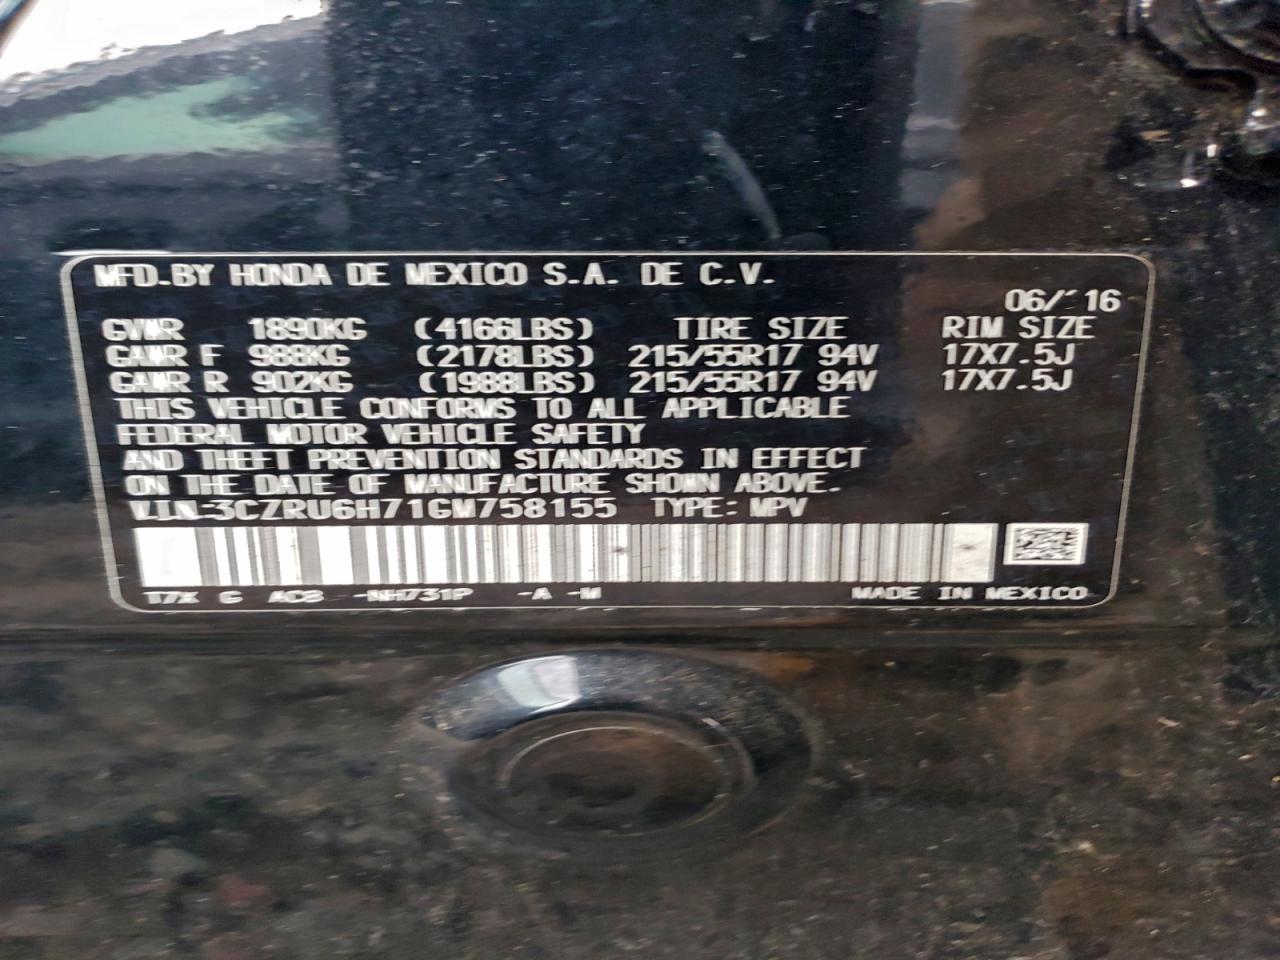 MFD.BY HONDA DE MEXICO S.A. DE C.V.
06/'16
GVWR 1890KG (4166LBS) TIRE SIZE RIM SIZE
GAWR F 988KG (2178LBS) 215/55R17 94V 17X7.5J
GAWR R 902KG (1988LBS) 215/55R17 94V 17X7.5J
THIS VEHICLE CONFORMS TO ALL APPLICABLE
FEDERAL MOTOR VEHICLE SAFETY
AND THEFT PREVENTION STANDARDS IN EFFECT
ON THE DATE OF MANUFACTURE SHOWN ABOVE.
V.I.N:3CZRU6H71GM758155 TYPE: MPV
T7X G AC8 -NH731P -A -M MADE IN MEXICO